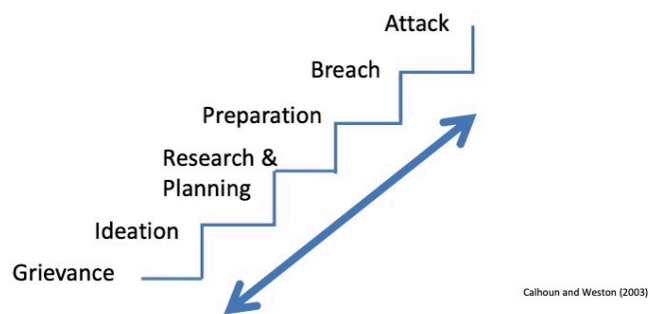 Attack
Breach
Preparation
Research &
Planning
Ideation
Grievance
Calhoun and Weston (2003)